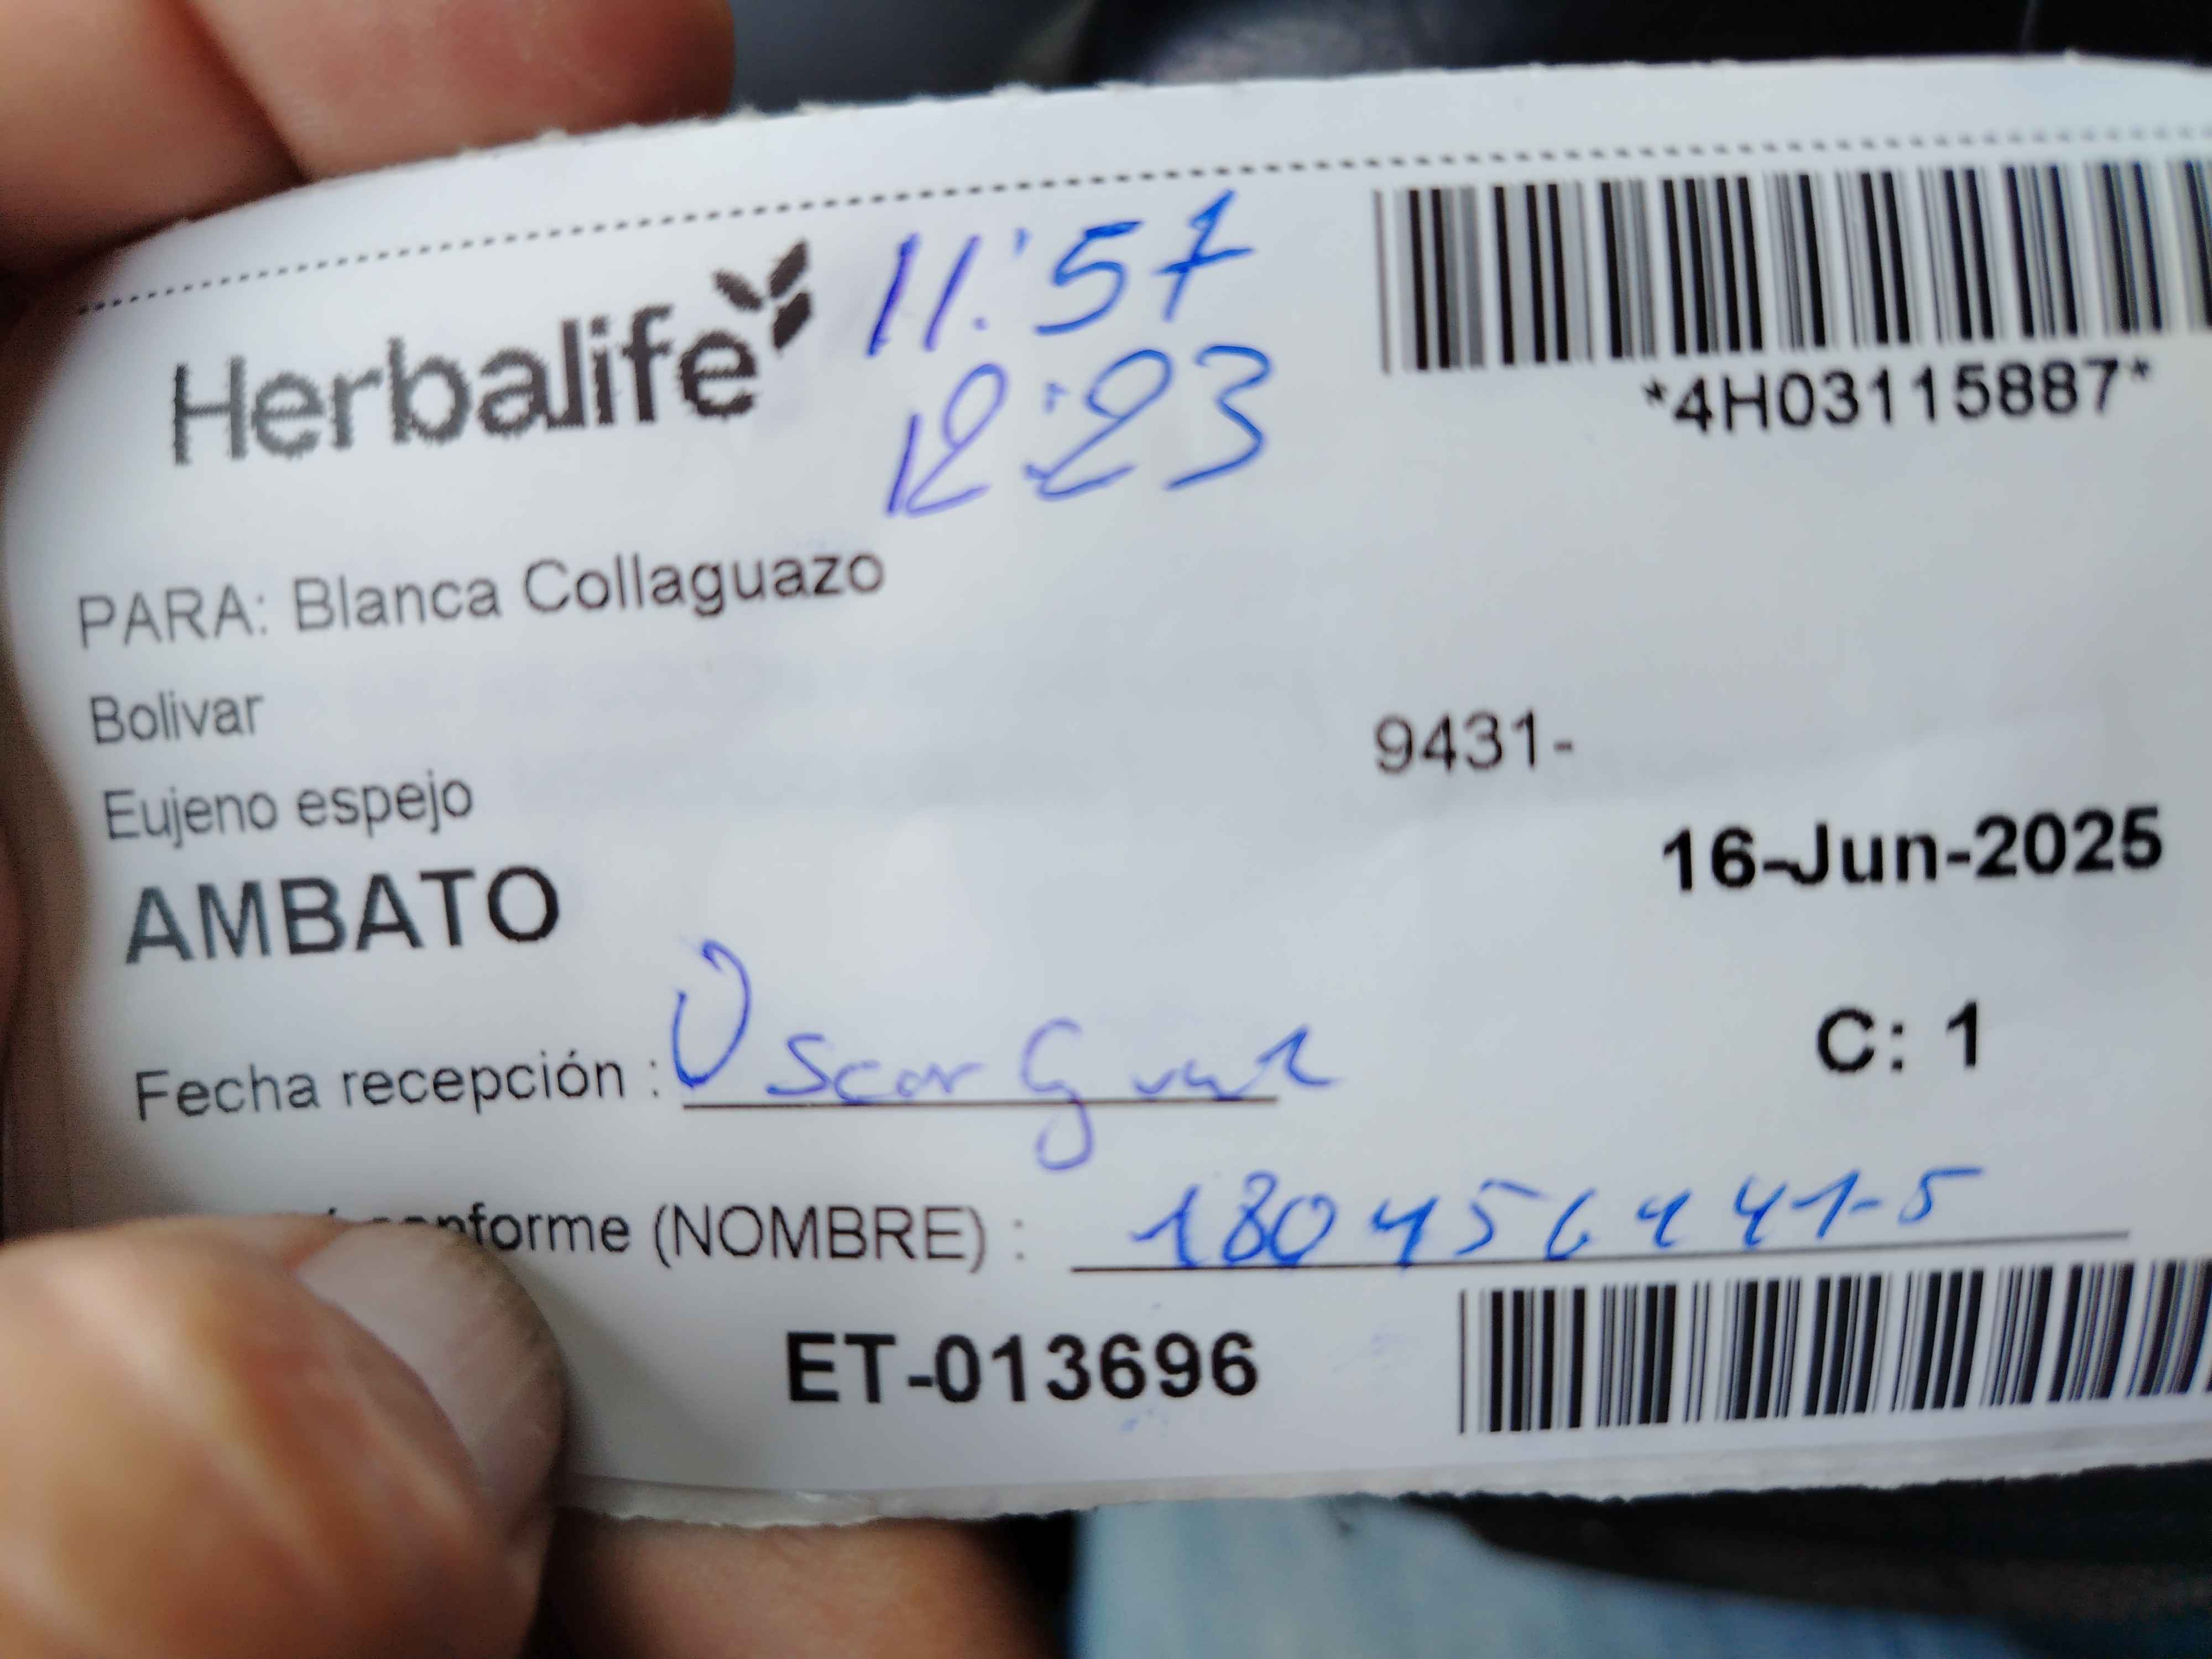 Herbalife
11:57
12:23
*4H03115887*
PARA: Blanca Collaguazo
Bolivar
9431-
Eujeno espejo
16-Jun-2025
AMBATO
C: 1
Fecha recepción : Oscar
conforme (NOMBRE) : 180456441-5
ET-013696